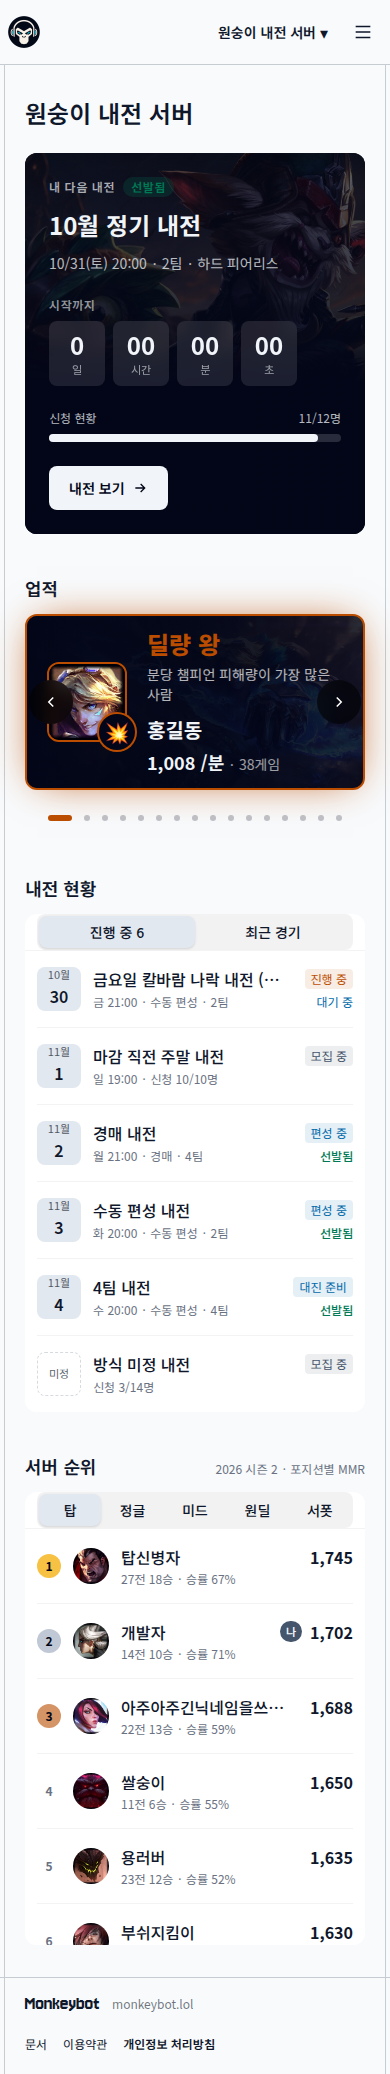 원숭이 내전 서버 ▾
원숭이 내전 서버
내 다음 내전 선발됨
10월 정기 내전
10/31(토) 20:00 · 2팀 · 하드 피어리스
시작까지
0 00 00 00
일 시간 분 초
신청 현황 11/12명
내전 보기 →
업적
딜량 왕
분당 챔피언 피해량이 가장 많은
사람
홍길동
1,008 /분 · 38게임
내전 현황
진행 중 6 최근 경기
10월
30
금요일 칼바람 나락 내전 (… 진행 중
금 21:00 · 수동 편성 · 2팀 대기 중
11월
1
마감 직전 주말 내전 모집 중
일 19:00 · 신청 10/10명
11월
2
경매 내전 편성 중
월 21:00 · 경매 · 4팀 선발됨
11월
3
수동 편성 내전 편성 중
화 20:00 · 수동 편성 · 2팀 선발됨
11월
4
4팀 내전 대진 준비
수 20:00 · 수동 편성 · 4팀 선발됨
미정
방식 미정 내전 모집 중
신청 3/14명
서버 순위 2026 시즌 2 · 포지션별 MMR
탑 정글 미드 원딜 서폿
1 탑신병자 1,745
27전 18승 · 승률 67%
2 개발자 나 1,702
14전 10승 · 승률 71%
3 아주아주긴닉네임을쓰… 1,688
22전 13승 · 승률 59%
4 쌀숭이 1,650
11전 6승 · 승률 55%
5 용러버 1,635
23전 12승 · 승률 52%
6 부쉬지킴이 1,630
Monkeybot monkeybot.lol
문서 이용약관 개인정보 처리방침